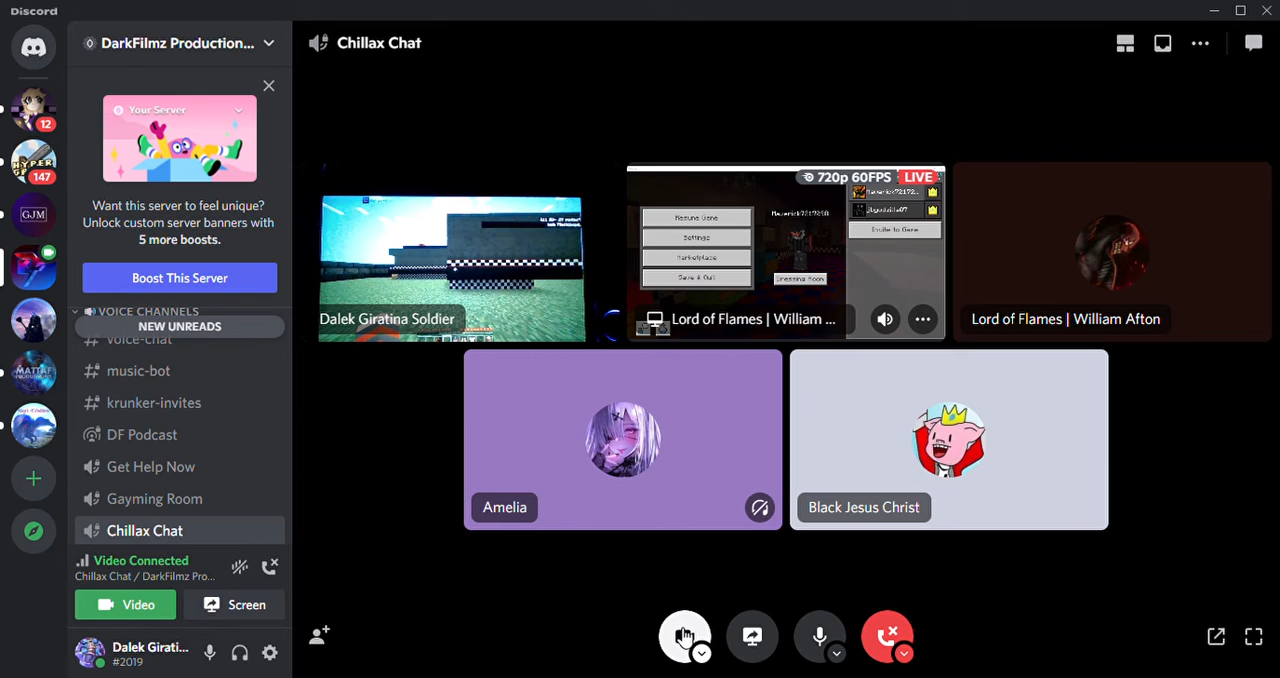 Discord
DarkFilmz Production...
Chillax Chat
12
147
GJM
Your Server
Want this server to feel unique?
Unlock custom server banners with
5 more boosts.
Boost This Server
VOICE CHANNELS
NEW UNREADS
voice-chat
music-bot
krunker-invites
DF Podcast
Get Help Now
Gayming Room
Chillax Chat
Video Connected
Chillax Chat / DarkFilmz Pro...
Video
Screen
Dalek Girati...
#2019
Dalek Giratina Soldier
720p 60FPS
LIVE
Resume Game
Settings
Marketplace
Save & Quit
Dressing Room
Invite to Game
Lord of Flames | William ...
Lord of Flames | William Afton
Amelia
Black Jesus Christ